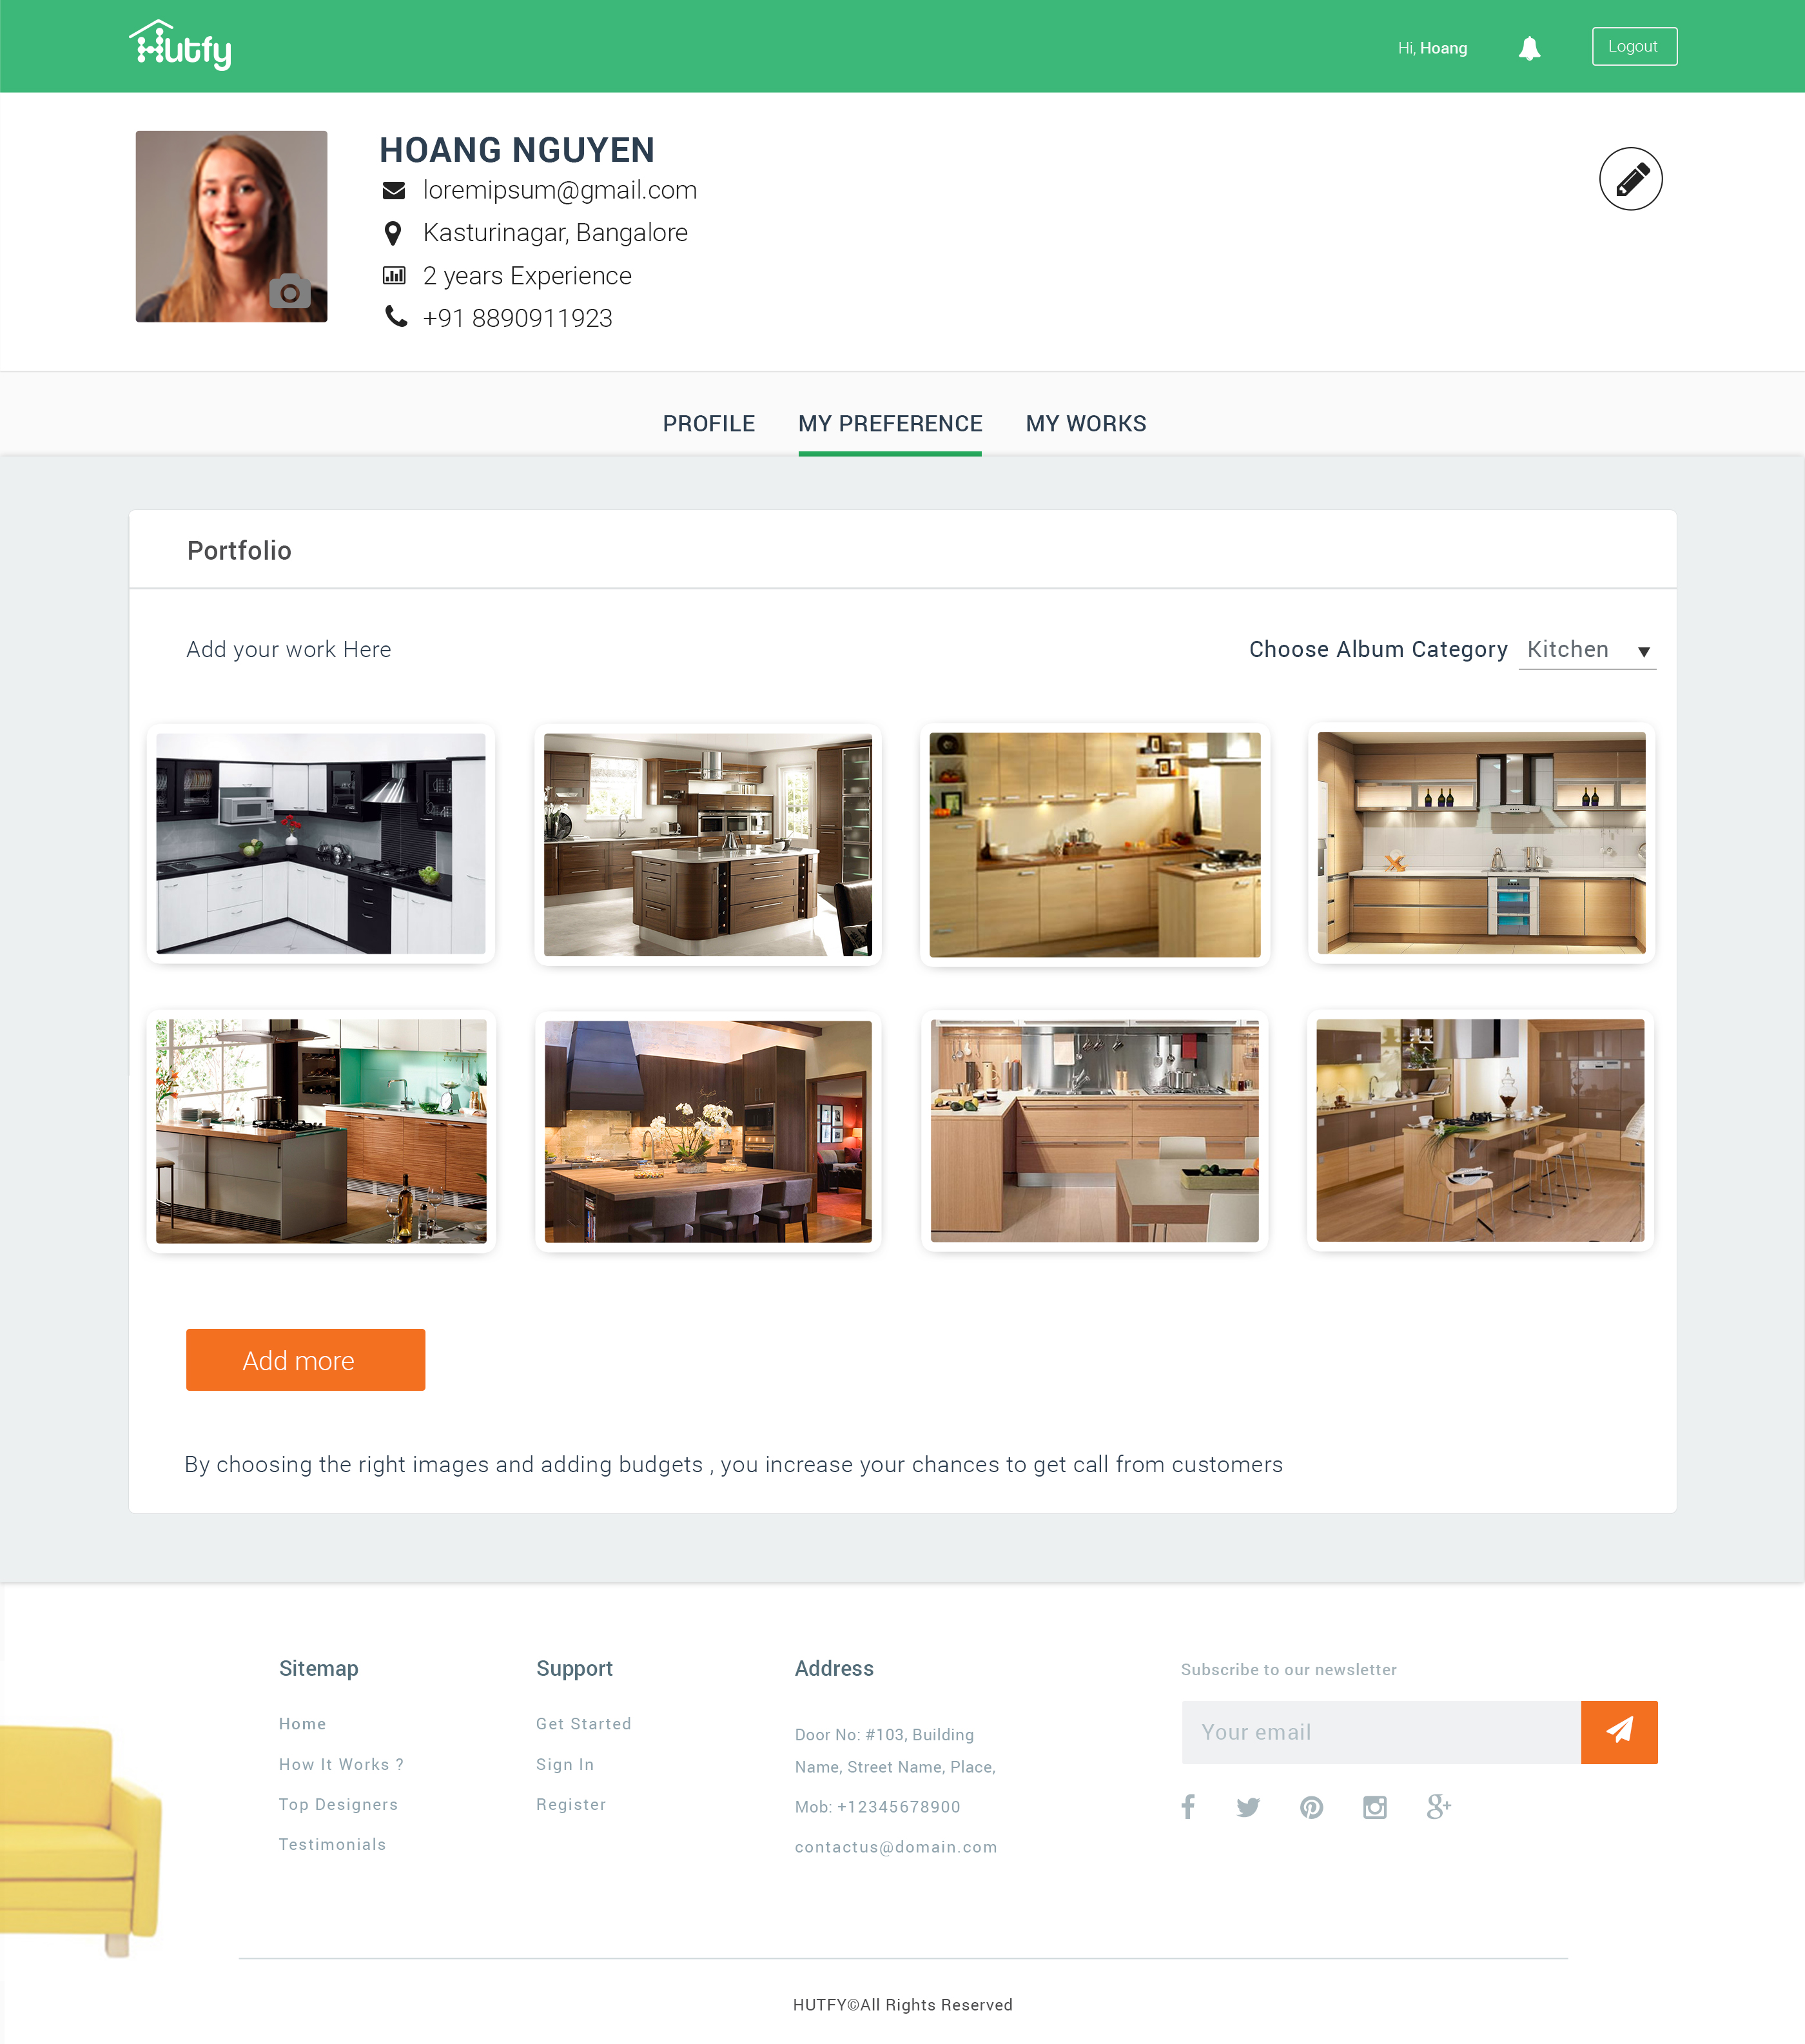 Hutfy
Hi, Hoang
Logout
HOANG NGUYEN
loremipsum@gmail.com
Kasturinagar, Bangalore
2 years Experience
+91 8890911923
PROFILE
MY PREFERENCE
MY WORKS
Portfolio
Add your work Here
Choose Album Category
Kitchen
Add more
By choosing the right images and adding budgets , you increase your chances to get call from customers
Sitemap
Home
How It Works ?
Top Designers
Testimonials
Support
Get Started
Sign In
Register
Address
Door No: #103, Building
Name, Street Name, Place,
Mob: +12345678900
contactus@domain.com
Subscribe to our newsletter
Your email
HUTFY©All Rights Reserved